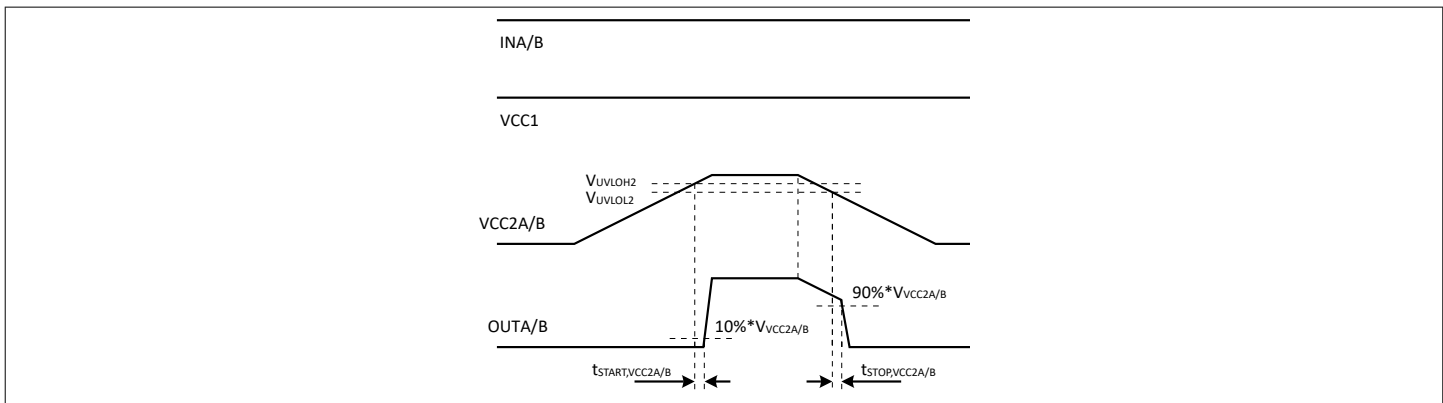 INA/B
VCC1
VUVLOH2
VUVLOL2
VCC2A/B
90%*VVCC2A/B
10%*VVCC2A/B
OUTA/B
tSTART,VCC2A/B
tSTOP,VCC2A/B